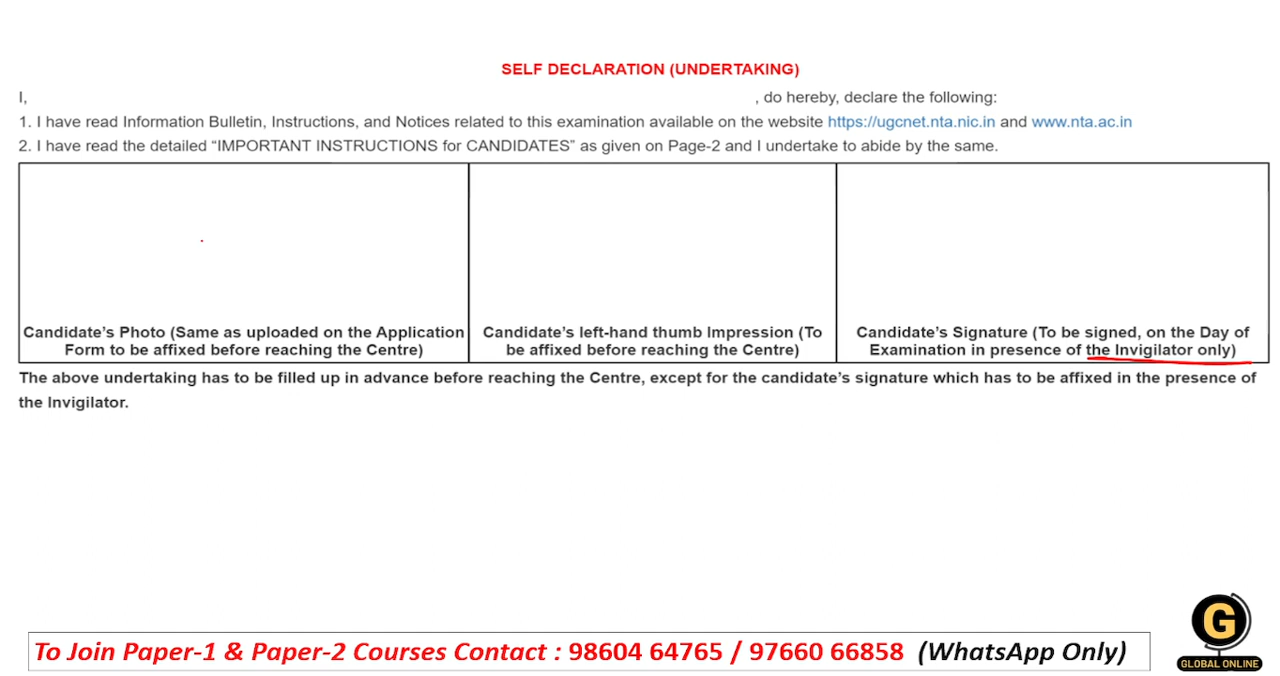 SELF DECLARATION (UNDERTAKING)
I, , do hereby, declare the following:
1. I have read Information Bulletin, Instructions, and Notices related to this examination available on the website https://ugcnet.nta.nic.in and www.nta.ac.in
2. I have read the detailed “IMPORTANT INSTRUCTIONS for CANDIDATES” as given on Page-2 and I undertake to abide by the same.
Candidate’s Photo (Same as uploaded on the Application
Form to be affixed before reaching the Centre)
Candidate’s left-hand thumb Impression (To
be affixed before reaching the Centre)
Candidate’s Signature (To be signed, on the Day of
Examination in presence of the Invigilator only)
The above undertaking has to be filled up in advance before reaching the Centre, except for the candidate’s signature which has to be affixed in the presence of
the Invigilator.
To Join Paper-1 & Paper-2 Courses Contact : 98604 64765 / 97660 66858 (WhatsApp Only)
G
GLOBAL ONLINE